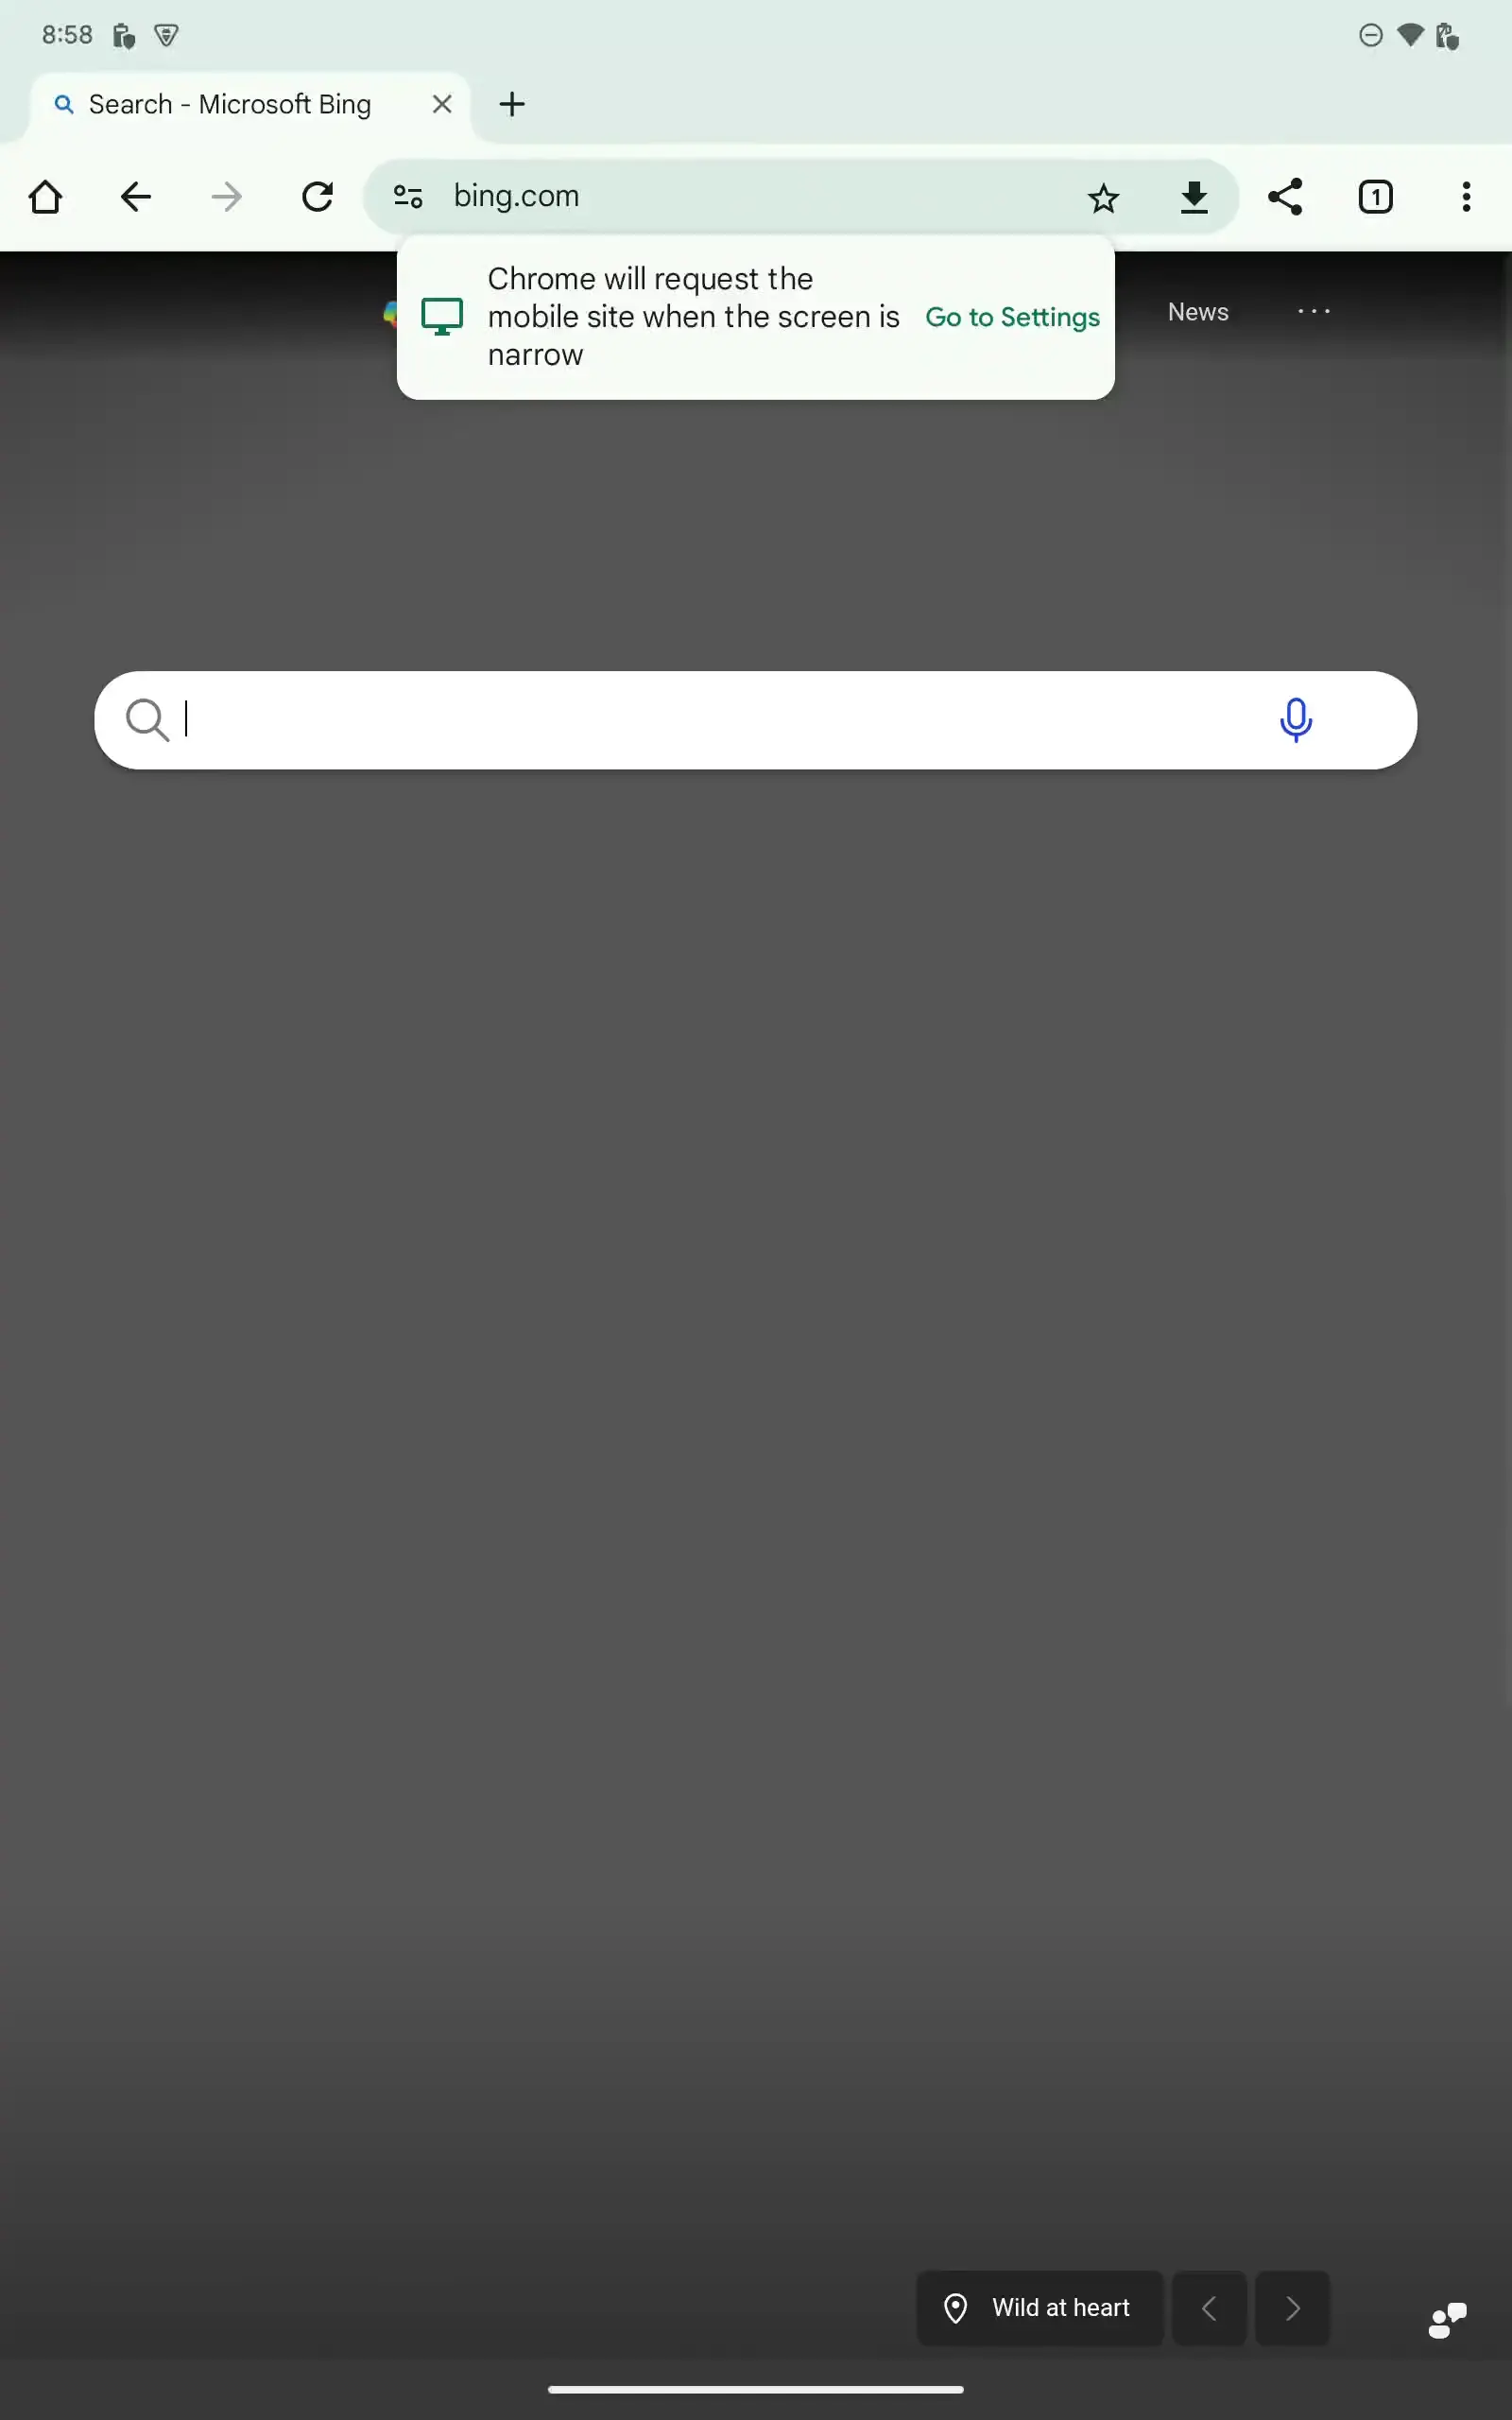 8:58
Search - Microsoft Bing
bing.com
1
Chrome will request the
mobile site when the screen is
narrow
Go to Settings
News
Wild at heart